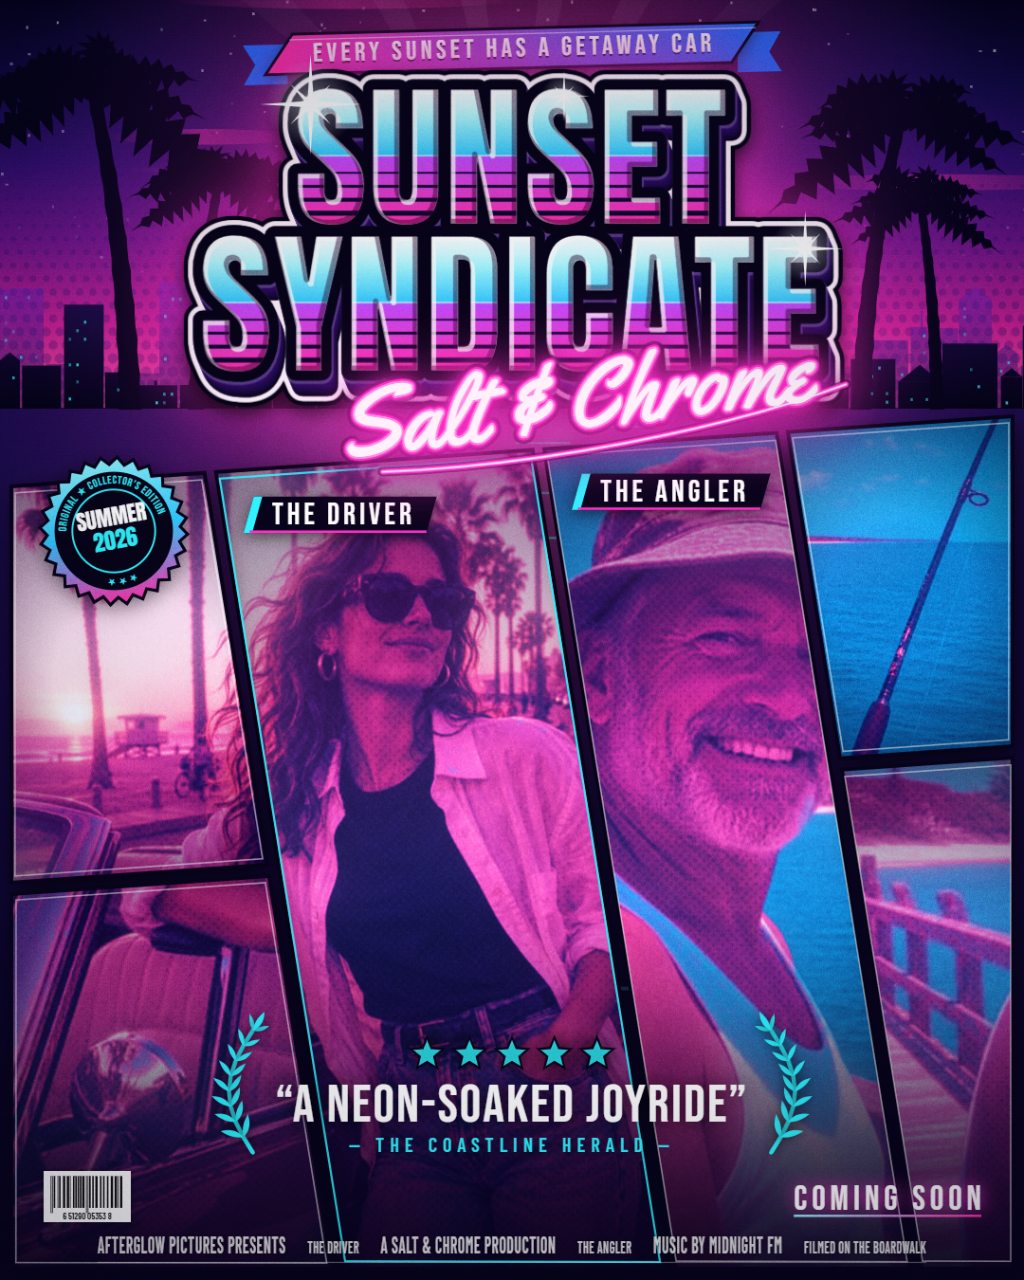 EVERY SUNSET HAS A GETAWAY CAR
SUNSET
SYNDICATE
Salt & Chrome
ORIGINAL ★ COLLECTOR'S EDITION
SUMMER
2026
★ ★ ★
THE DRIVER
THE ANGLER
★ ★ ★ ★ ★
“A NEON-SOAKED JOYRIDE”
– THE COASTLINE HERALD –
6 51290 05353 8
COMING SOON
AFTERGLOW PICTURES PRESENTS THE DRIVER A SALT & CHROME PRODUCTION THE ANGLER MUSIC BY MIDNIGHT FM FILMED ON THE BOARDWALK